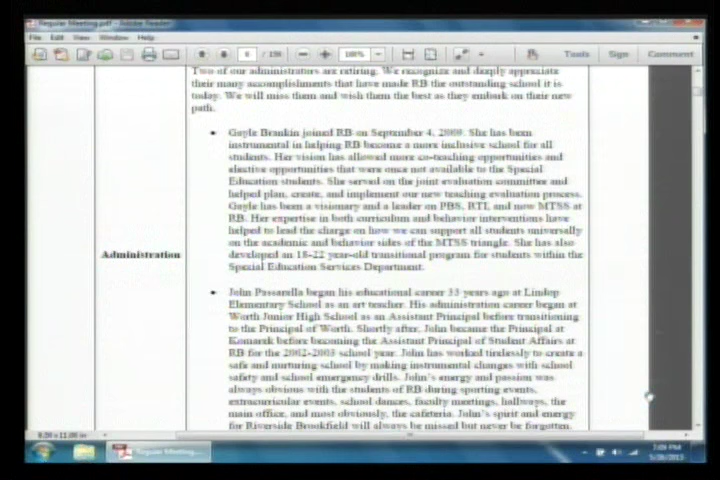 Regular Meeting.pdf - Adobe Reader
File Edit View Window Help
6 / 156 100% Tools Sign Comment
Two of our administrators are retiring. We recognize and deeply appreciate
their many accomplishments that have made RB the outstanding school it is
today. We will miss them and wish them the best as they embark on their new
path.
• Gayle Brankin joined RB on September 4, 2000. She has been
instrumental in helping RB become a more inclusive school for all
students. Her vision has allowed more co-teaching opportunities and
elective opportunities that were once not available to the Special
Education students. She served on the joint evaluation committee and
helped plan, create, and implement our new teaching evaluation process.
Gayle has been a visionary and a leader on PBS, RTI, and now MTSS at
RB. Her expertise in both curriculum and behavior interventions have
helped to lead the charge on how we can support all students universally
Administration
on the academic and behavior sides of the MTSS triangle. She has also
developed an 18-22 year-old transitional program for students within the
Special Education Services Department.
• John Passarella began his educational career 33 years ago at Lindop
Elementary School as an art teacher. His administration career began at
Worth Junior High School as an Assistant Principal before transitioning
to the Principal of Worth. Shortly after, John became the Principal at
Komarek before becoming the Assistant Principal of Student Affairs at
RB for the 2002-2003 school year. John has worked tirelessly to create a
safe and nurturing school by making instrumental changes with school
safety and school emergency drills. John's energy and passion was
always obvious with the students of RB during sporting events,
extracurricular events, school dances, faculty meetings, hallways, the
main office, and most obviously, the cafeteria. John's spirit and energy
for Riverside Brookfield will always be missed but never be forgotten.
8.50 x 11.00 in
Regular Meeting...